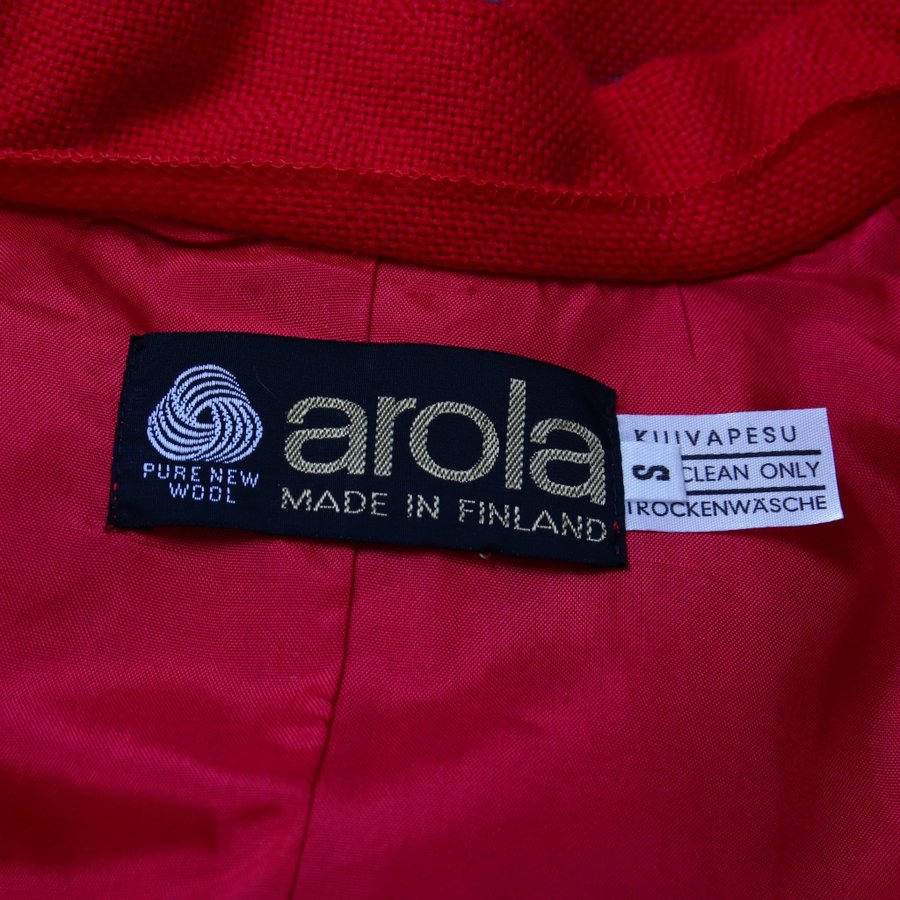 arola
PURE NEW
WOOL
MADE IN FINLAND
S
KUIVAPESU
CLEAN ONLY
TROCKENWÄSCHE